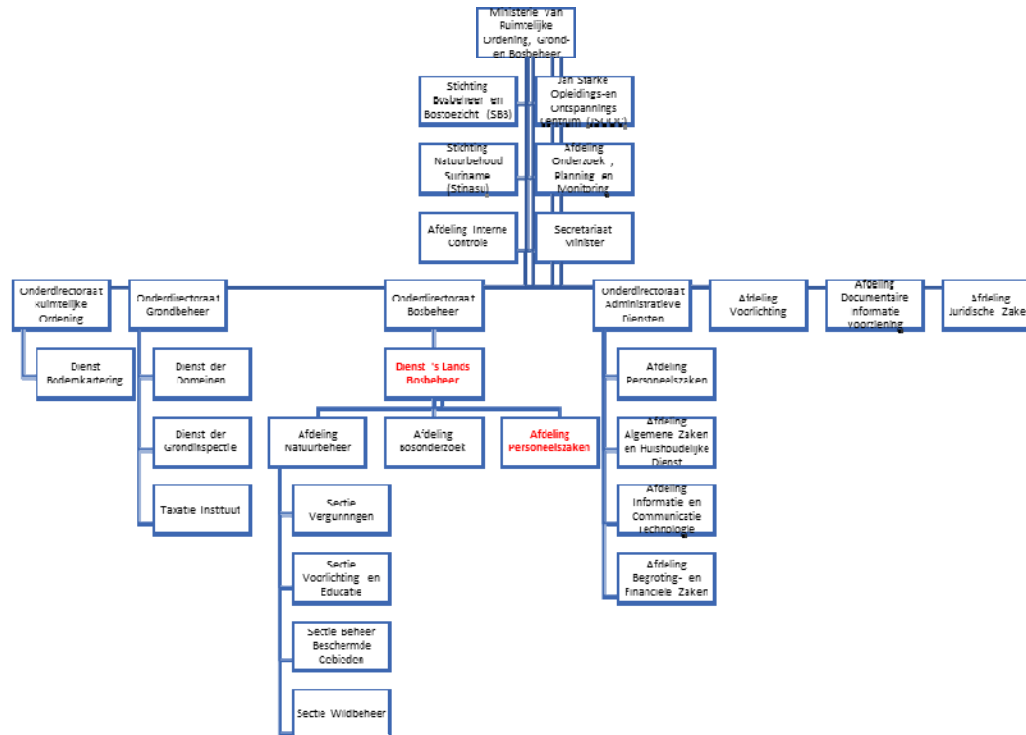 Ministerie van
Ruimtelijke
Ordening, Grond-
en Bosbeheer
Stichting
Bosbeheer en
Bostoezicht (SBB)
Jan Starke
Opleidings-en
Ontspannings
Centrum (JSOOC)
Stichting
Natuurbehoud
Suriname
(Stinasu)
Afdeling
Onderzoek ,
Planning en
Monitoring
Afdeling Interne
Controle
Secretariaat
Minister
Onderdirectoraat
Ruimtelijke
Ordening
Onderdirectoraat
Grondbeheer
Onderdirectoraat
Bosbeheer
Onderdirectoraat
Administratieve
Diensten
Afdeling
Voorlichting
Afdeling
Documentaire
Informatie
Voorziening
Afdeling
Juridische Zaken
Dienst
Bodemkartering
Dienst der
Domeinen
Dienst 's Lands
Bosbeheer
Afdeling
Personeelszaken
Dienst der
Grondinspectie
Afdeling
Natuurbeheer
Afdeling
Bosonderzoek
Afdeling
Personeelszaken
Afdeling
Algemene Zaken
en Huishoudelijke
Dienst
Taxatie Instituut
Sectie
Vergunningen
Afdeling
Informatie en
Communicatie
Technologie
Sectie
Voorlichting en
Educatie
Afdeling
Begroting- en
Financiele Zaken
Sectie Beheer
Beschermde
Gebieden
Sectie Wildbeheer